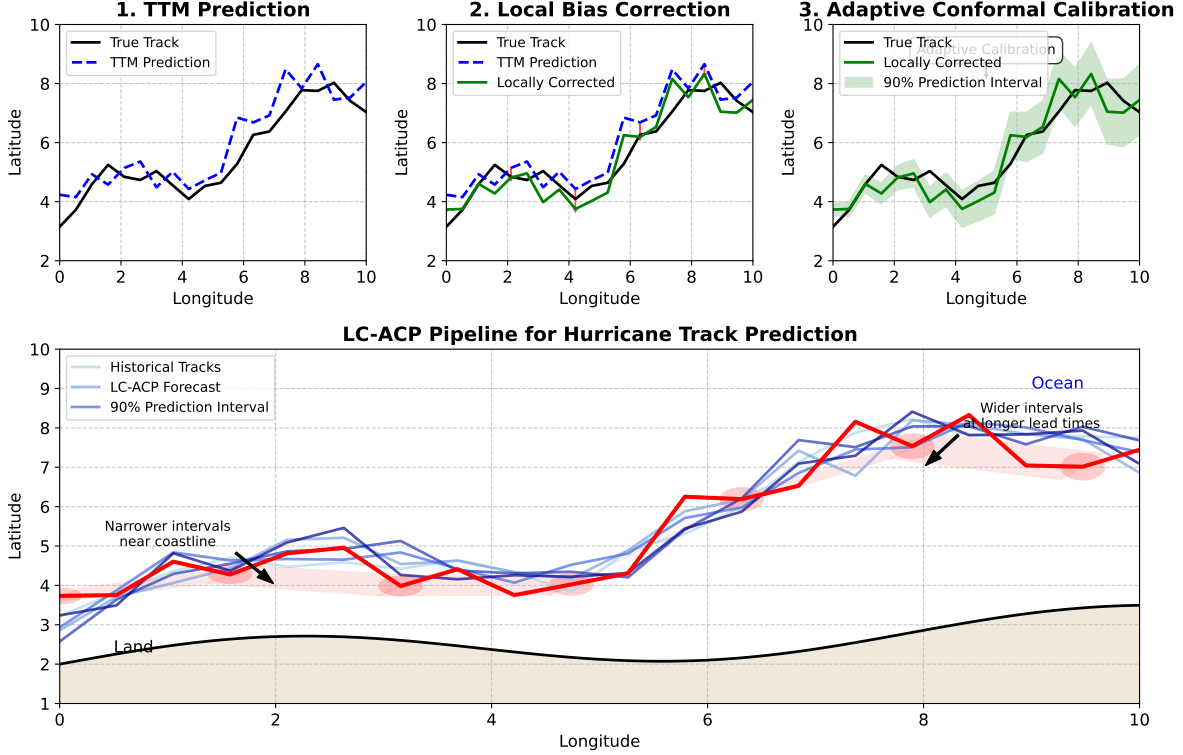 1. TTM Prediction
10
8
6
4
2
0
2
4
6
8
10
Latitude
Longitude
True Track
TTM Prediction
2. Local Bias Correction
10
8
6
4
2
0
2
4
6
8
10
Latitude
Longitude
True Track
TTM Prediction
Locally Corrected
3. Adaptive Conformal Calibration
10
8
6
4
2
0
2
4
6
8
10
Latitude
Longitude
Adaptive Calibration
True Track
Locally Corrected
90% Prediction Interval
LC-ACP Pipeline for Hurricane Track Prediction
10
9
8
7
6
5
4
3
2
1
0
2
4
6
8
10
Latitude
Longitude
Historical Tracks
LC-ACP Forecast
90% Prediction Interval
Ocean
Wider intervals
at longer lead times
Narrower intervals
near coastline
Land